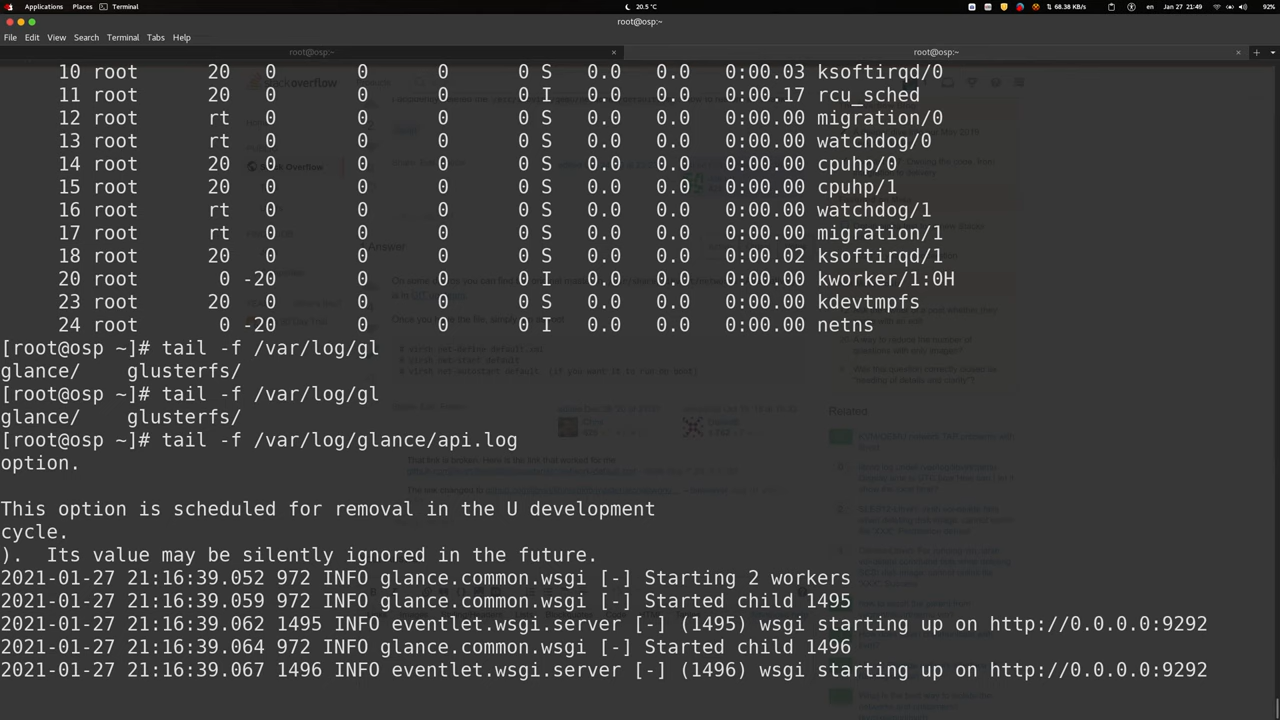 Applications Places Terminal 20.5 °C 68.38 KB/s en Jan 27 21:49 92%
root@osp:~
File Edit View Search Terminal Tabs Help
root@osp:~ × root@osp:~ ×
10 root 20 0 0 0 0 S 0.0 0.0 0:00.03 ksoftirqd/0
11 root 20 0 0 0 0 I 0.0 0.0 0:00.17 rcu_sched
12 root rt 0 0 0 0 S 0.0 0.0 0:00.00 migration/0
13 root rt 0 0 0 0 S 0.0 0.0 0:00.00 watchdog/0
14 root 20 0 0 0 0 S 0.0 0.0 0:00.00 cpuhp/0
15 root 20 0 0 0 0 S 0.0 0.0 0:00.00 cpuhp/1
16 root rt 0 0 0 0 S 0.0 0.0 0:00.00 watchdog/1
17 root rt 0 0 0 0 S 0.0 0.0 0:00.00 migration/1
18 root 20 0 0 0 0 S 0.0 0.0 0:00.02 ksoftirqd/1
20 root 0 -20 0 0 0 I 0.0 0.0 0:00.00 kworker/1:0H
23 root 20 0 0 0 0 S 0.0 0.0 0:00.00 kdevtmpfs
24 root 0 -20 0 0 0 I 0.0 0.0 0:00.00 netns
[root@osp ~]# tail -f /var/log/gl
glance/ glusterfs/
[root@osp ~]# tail -f /var/log/gl
glance/ glusterfs/
[root@osp ~]# tail -f /var/log/glance/api.log
option.
This option is scheduled for removal in the U development
cycle.
). Its value may be silently ignored in the future.
2021-01-27 21:16:39.052 972 INFO glance.common.wsgi [-] Starting 2 workers
2021-01-27 21:16:39.059 972 INFO glance.common.wsgi [-] Started child 1495
2021-01-27 21:16:39.062 1495 INFO eventlet.wsgi.server [-] (1495) wsgi starting up on http://0.0.0.0:9292
2021-01-27 21:16:39.064 972 INFO glance.common.wsgi [-] Started child 1496
2021-01-27 21:16:39.067 1496 INFO eventlet.wsgi.server [-] (1496) wsgi starting up on http://0.0.0.0:9292